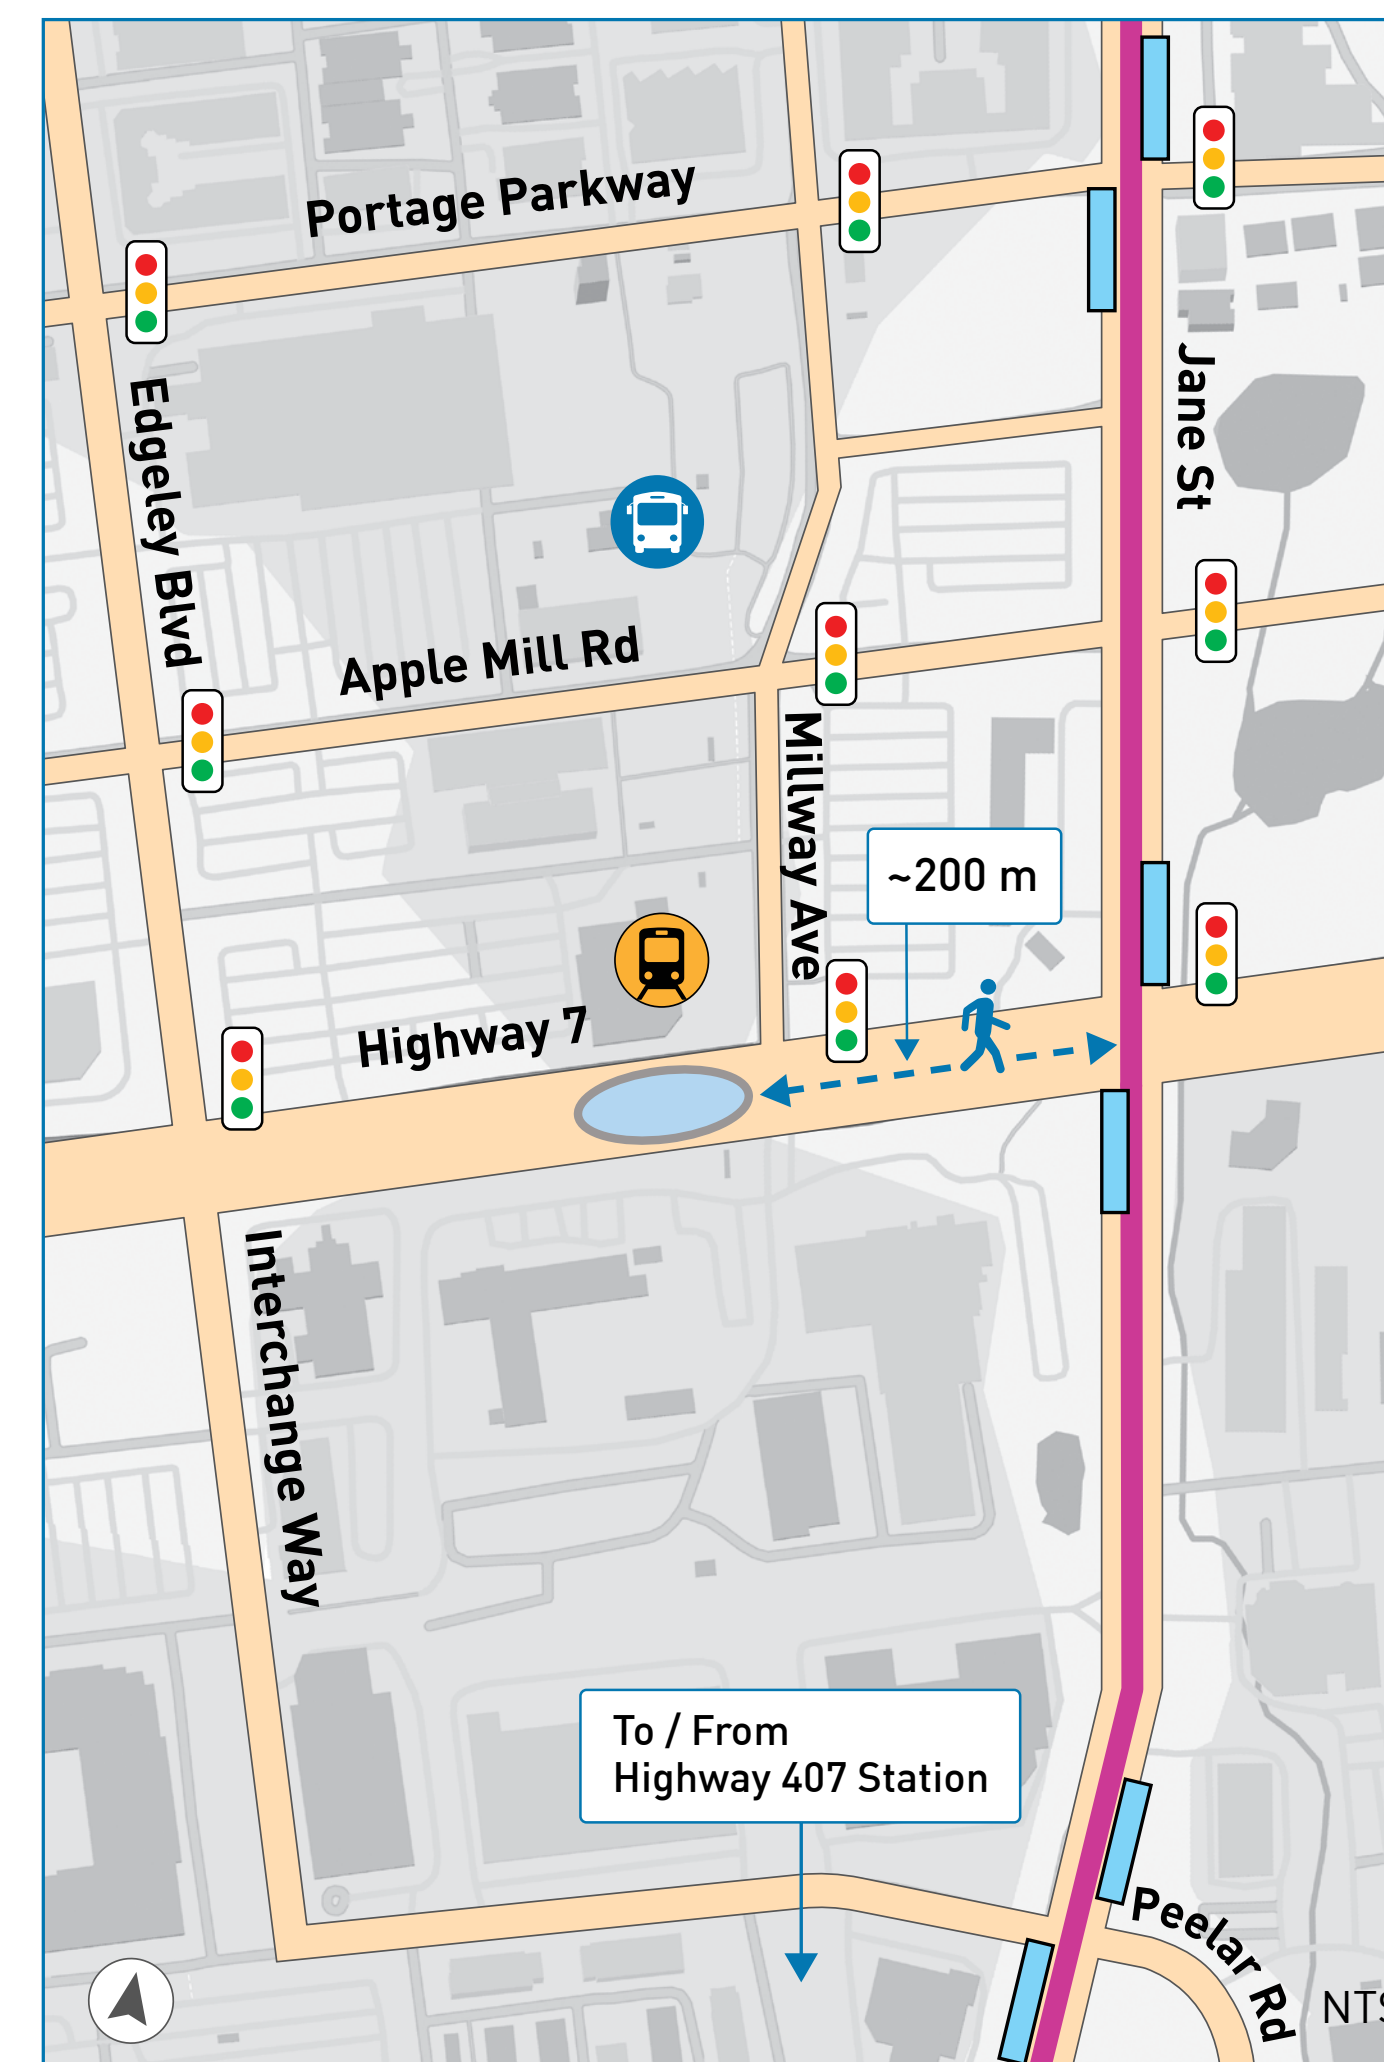 Portage Parkway
Edgeley Blvd
Jane St
Apple Mill Rd
Millway Ave
~200 m
Highway 7
Interchange Way
To / From
Highway 407 Station
Peelar Rd
NTS